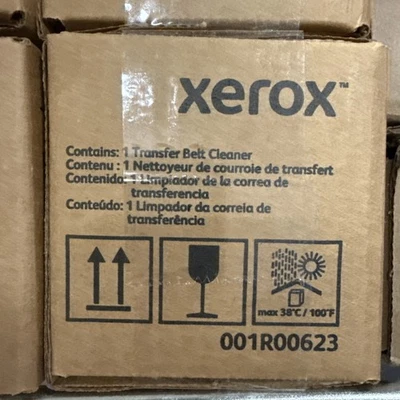 xerox™
Contains: 1 Transfer Belt Cleaner
Contenu : 1 Nettoyeur de courroie de transfert
Contenido: 1 Limpiador de la correa de
transferencia
Conteúdo: 1 Limpador da correia de
transferência
max 38°C / 100°F
001R00623